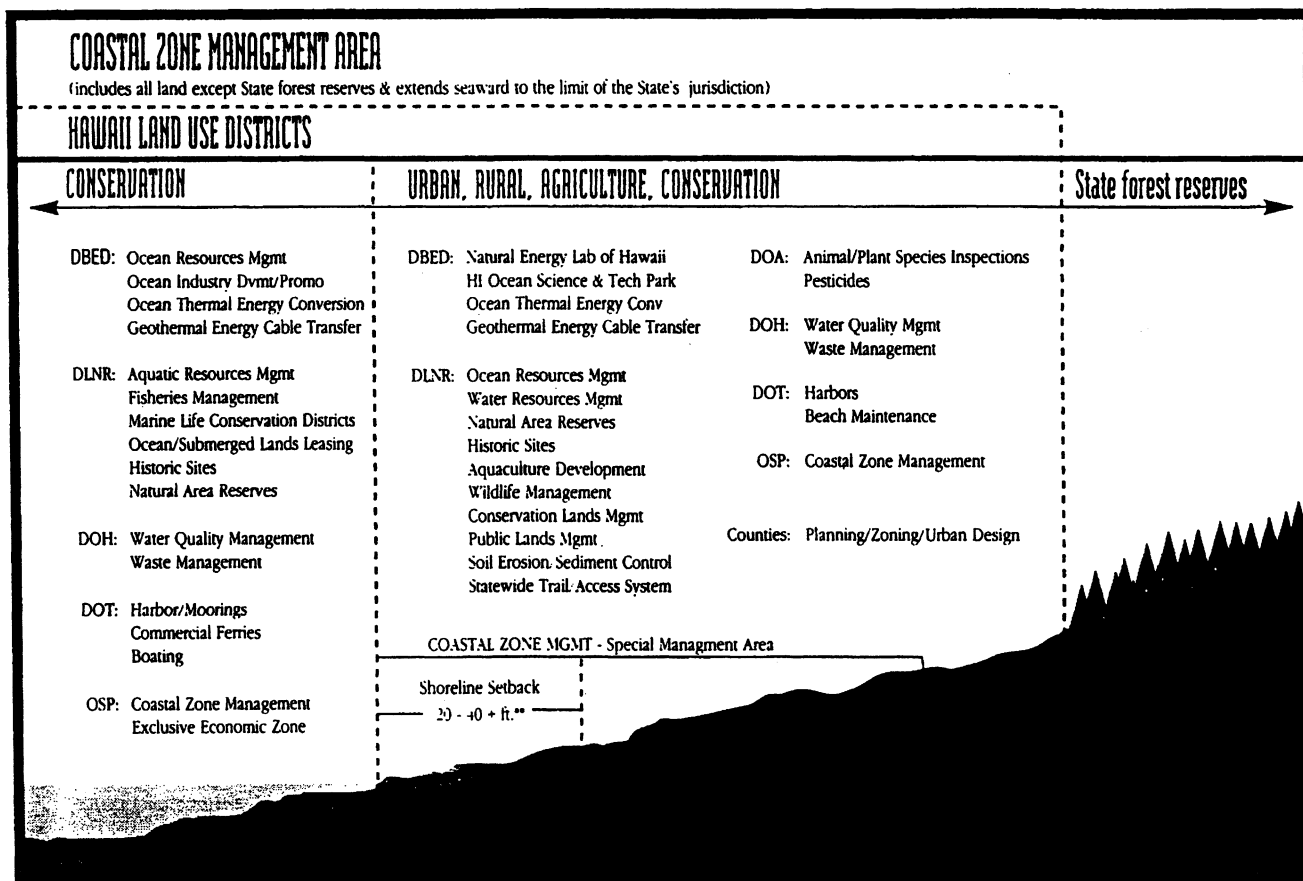 COASTAL ZONE MANAGEMENT AREA
(includes all land except State forest reserves & extends seaward to the limit of the State's jurisdiction)
HAWAII LAND USE DISTRICTS
CONSERVATION
DBED: Ocean Resources Mgmt
Ocean Industry Dvmt/Promo
Ocean Thermal Energy Conversion
Geothermal Energy Cable Transfer
DLNR: Aquatic Resources Mgmt
Fisheries Management
Marine Life Conservation Districts
Ocean/Submerged Lands Leasing
Historic Sites
Natural Area Reserves
DOH: Water Quality Management
Waste Management
DOT: Harbor/Moorings
Commercial Ferries
Boating
OSP: Coastal Zone Management
Exclusive Economic Zone
URBAN, RURAL, AGRICULTURE, CONSERVATION
DBED: Natural Energy Lab of Hawaii
HI Ocean Science & Tech Park
Ocean Thermal Energy Conv
Geothermal Energy Cable Transfer
DLNR: Ocean Resources Mgmt
Water Resources Mgmt
Natural Area Reserves
Historic Sites
Aquaculture Development
Wildlife Management
Conservation Lands Mgmt
Public Lands Mgmt
Soil Erosion/Sediment Control
Statewide Trail/Access System
DOA: Animal/Plant Species Inspections
Pesticides
DOH: Water Quality Mgmt
Waste Management
DOT: Harbors
Beach Maintenance
OSP: Coastal Zone Management
Counties: Planning/Zoning/Urban Design
COASTAL ZONE MGMT - Special Managment Area
Shoreline Setback
20 - 40 + ft.**
State forest reserves